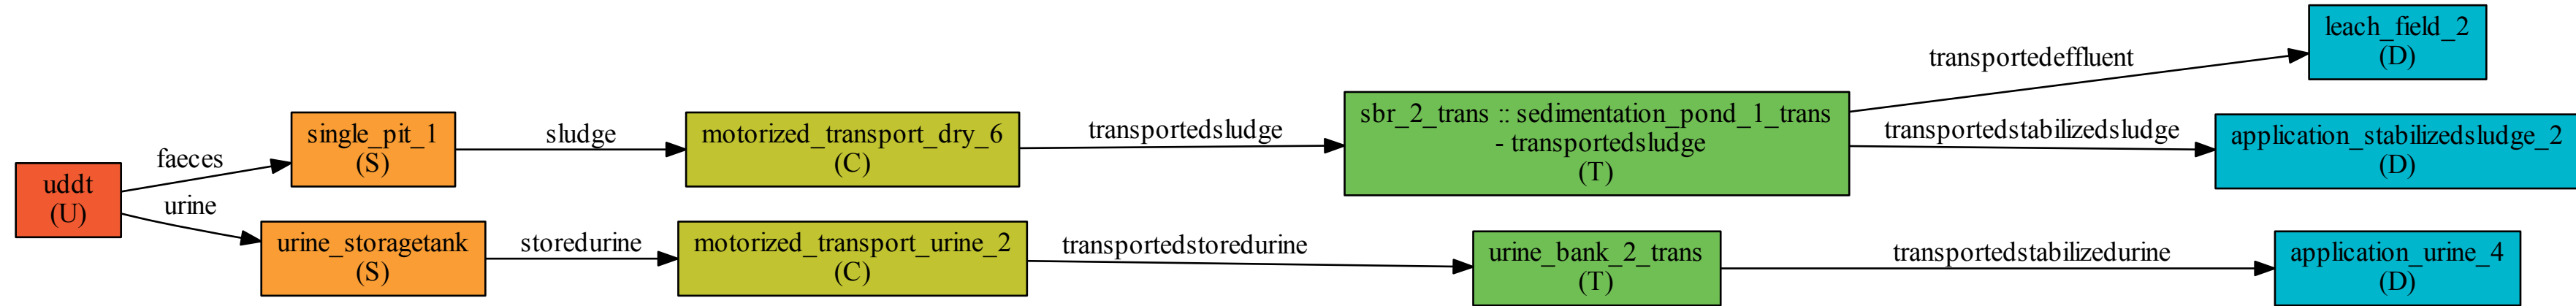 uddt
(U)
faeces
urine
single_pit_1
(S)
urine_storagetank
(S)
sludge
storedurine
motorized_transport_dry_6
(C)
motorized_transport_urine_2
(C)
transportedsludge
transportedstoredurine
sbr_2_trans :: sedimentation_pond_1_trans
- transportedsludge
(T)
urine_bank_2_trans
(T)
transportedeffluent
transportedstabilizedsludge
transportedstabilizedurine
leach_field_2
(D)
application_stabilizedsludge_2
(D)
application_urine_4
(D)